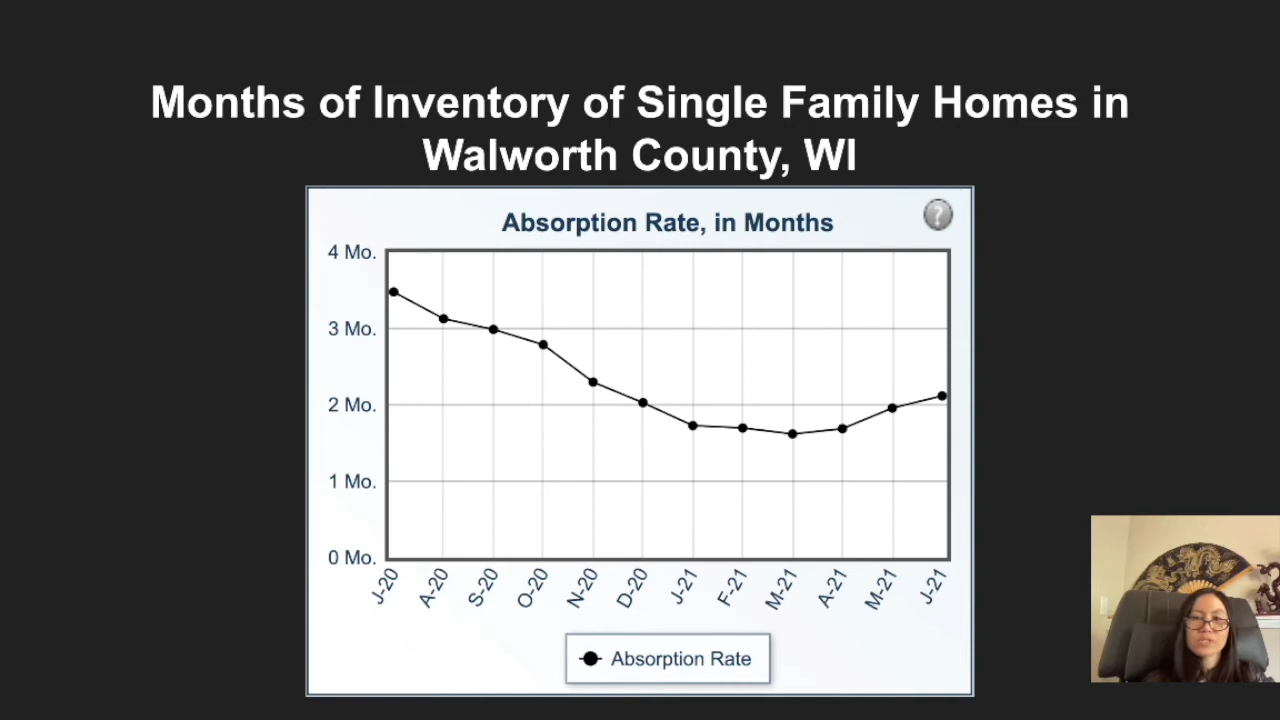 Months of Inventory of Single Family Homes in
Walworth County, WI
Absorption Rate, in Months
?
4 Mo.
3 Mo.
2 Mo.
1 Mo.
0 Mo.
J-20
A-20
S-20
O-20
N-20
D-20
J-21
F-21
M-21
A-21
M-21
J-21
Absorption Rate